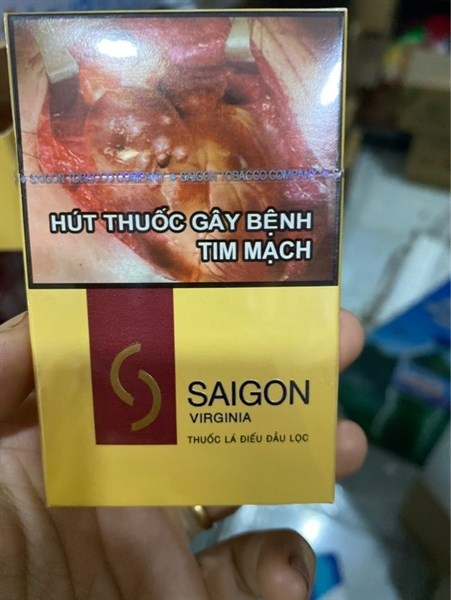 SAIGON TOBACCO COMPANY SAIGON TOBACCO COMPANY
HÚT THUỐC GÂY BỆNH
TIM MẠCH
SAIGON
VIRGINIA
THUỐC LÁ ĐIẾU ĐẦU LỌC